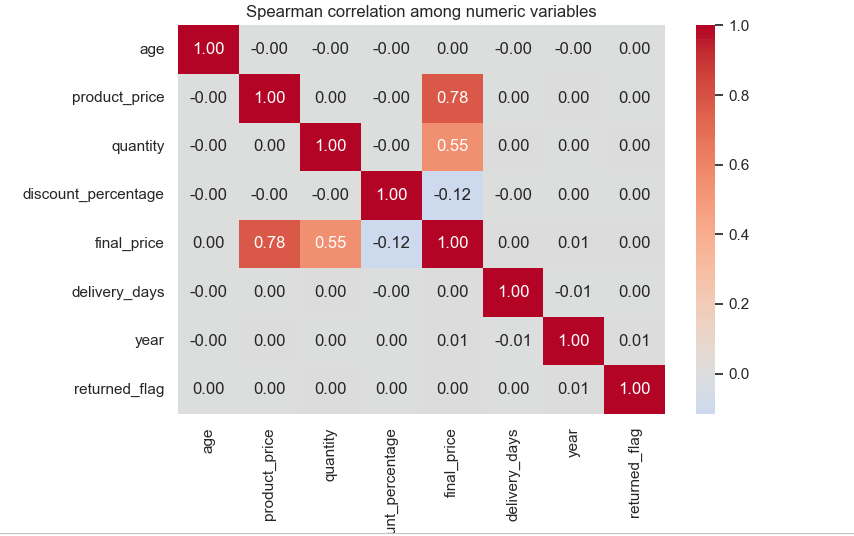 Spearman correlation among numeric variables
age 1.00 -0.00 -0.00 -0.00 0.00 -0.00 -0.00 0.00
product_price -0.00 1.00 0.00 -0.00 0.78 0.00 0.00 0.00
quantity -0.00 0.00 1.00 -0.00 0.55 0.00 0.00 0.00
discount_percentage -0.00 -0.00 -0.00 1.00 -0.12 -0.00 0.00 0.00
final_price 0.00 0.78 0.55 -0.12 1.00 0.00 0.01 0.00
delivery_days -0.00 0.00 0.00 -0.00 0.00 1.00 -0.01 0.00
year -0.00 0.00 0.00 0.00 0.01 -0.01 1.00 0.01
returned_flag 0.00 0.00 0.00 0.00 0.00 0.00 0.01 1.00
age
product_price
quantity
unt_percentage
final_price
delivery_days
year
returned_flag
1.0
0.8
0.6
0.4
0.2
0.0